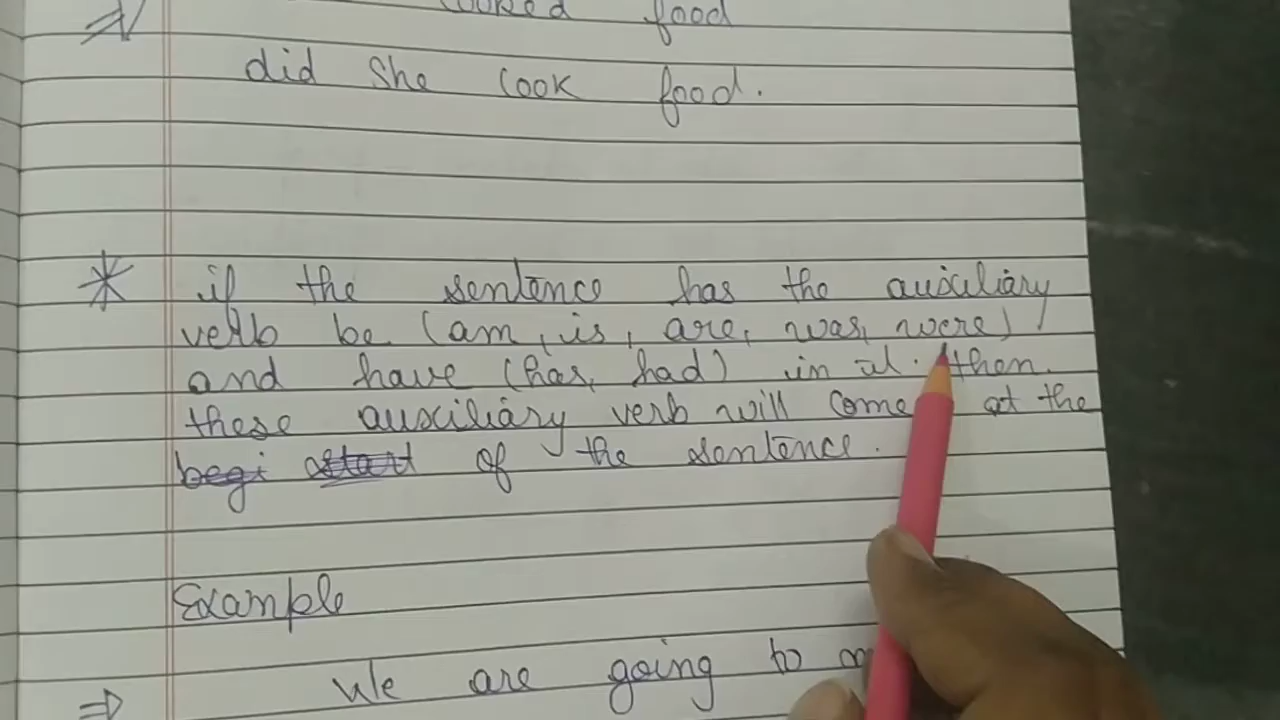 cooked food
did she cook food.
* if the sentence has the auxiliary
verb be (am, is, are, was, were)
and have (has, had) in it. then.
these auxiliary verb will come at the
begi start of the sentence.
Example
⇒ We are going to